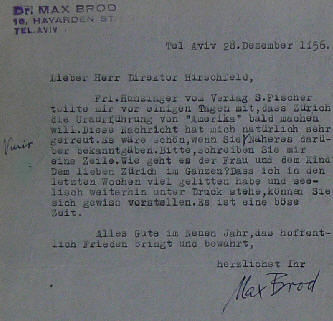 Dr. MAX BROD
16, HAYARDEN ST.
TEL AVIV
Tel Aviv 28.Dezember 1956.
Lieber Herr Direktor Hirschfeld,
Frl.Hunsinger vom Verlag S.Fischer
teilte mir vor einigen Tagen mit, dass Zürich
die Uraufführung von "Amerika" bald machen
will.Diese Nachricht hat mich natürlich sehr
gefreut.Es wäre schön,wenn Sie Näheres darü-
ber bekanntgäben.Bitte,schreiben Sie mir
eine Zeile.Wie geht es der Frau und dem Kind
Dem lieben Zürich im Ganzen?Dass ich in den
letzten Wochen viel gelitten habe und see-
lisch weiterhin unter Druck stehe,können Sie
sich gewiss vorstellen.Es ist eine böse
Zeit.
Alles Gute im Neuen Jahr,das hoffent-
lich Frieden bringt und bewahrt,
herzlichst Ihr
Max Brod